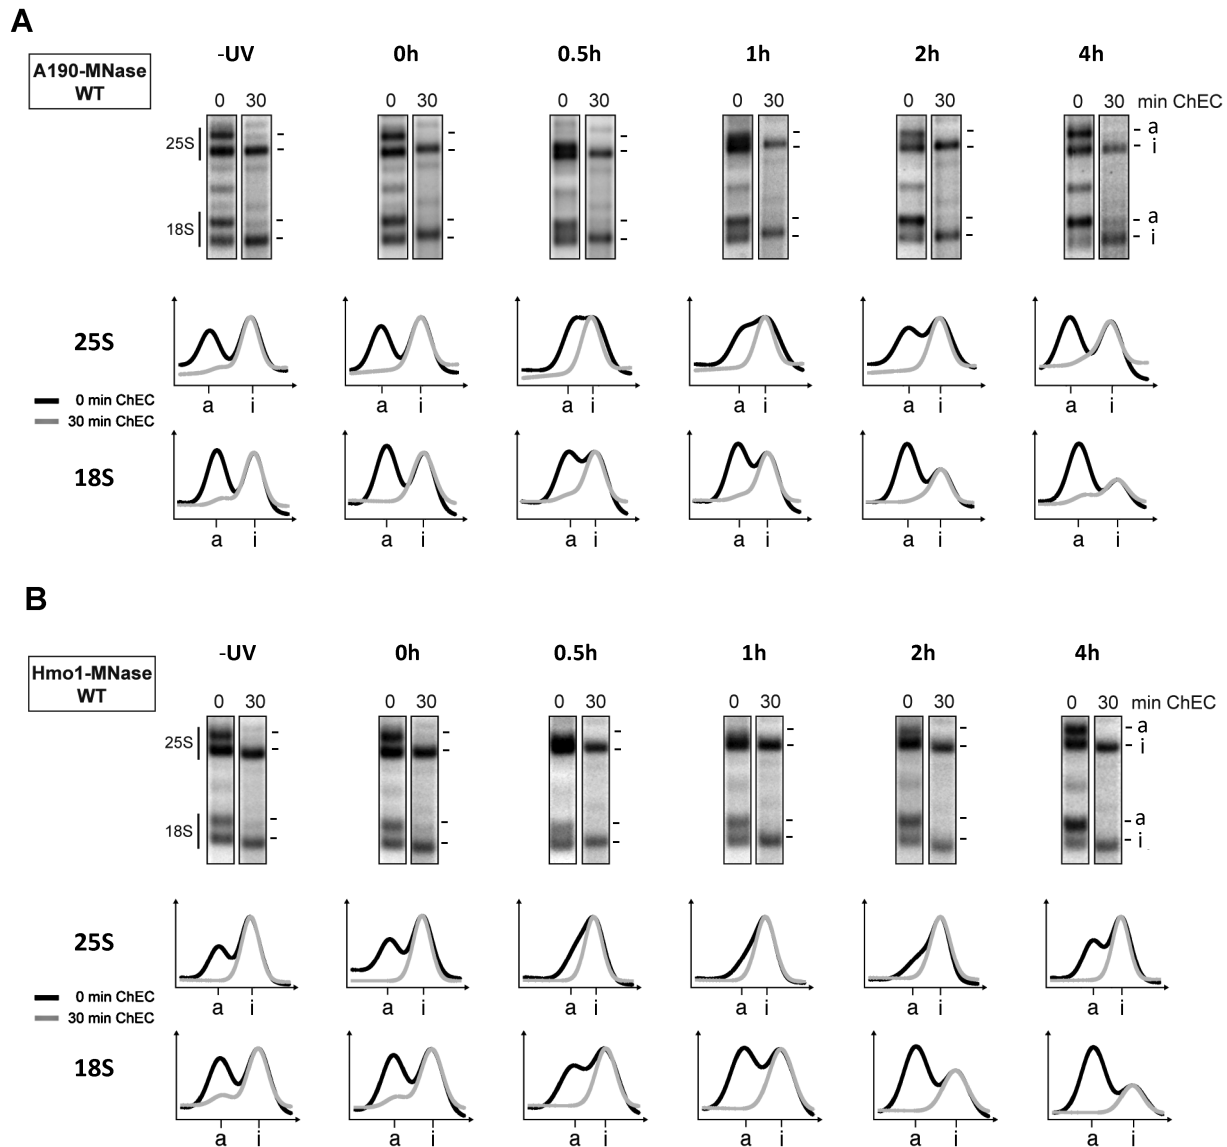 A
-UV 0h 0.5h 1h 2h 4h
A190-MNase
WT
0 30 0 30 0 30 0 30 0 30 0 30 min ChEC
25S
a
i
18S
a
i
25S
0 min ChEC
30 min ChEC
a i a i a i a i a i a i
18S
a i a i a i a i a i a i
B
-UV 0h 0.5h 1h 2h 4h
Hmo1-MNase
WT
0 30 0 30 0 30 0 30 0 30 0 30 min ChEC
25S
a
i
18S
a
i
25S
0 min ChEC
30 min ChEC
a i a i a i a i a i a i
18S
a i a i a i a i a i a i